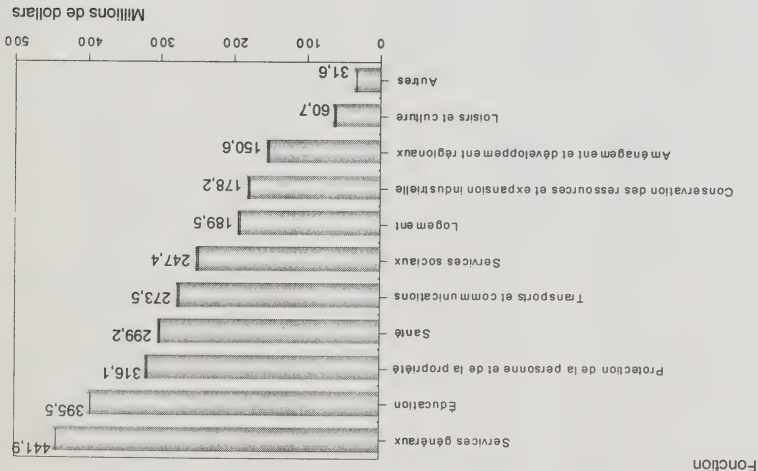 Fonction
Services généraux
441,9
Éducation
395,5
Protection de la personne et de la propriété
316,1
Santé
299,2
Transports et communications
273,5
Services sociaux
247,4
Logement
189,5
Conservation des ressources et expansion industrielle
178,2
Aménagement et développement régionaux
150,6
Loisirs et culture
60,7
Autres
31,6
0 100 200 300 400 500
Millions de dollars